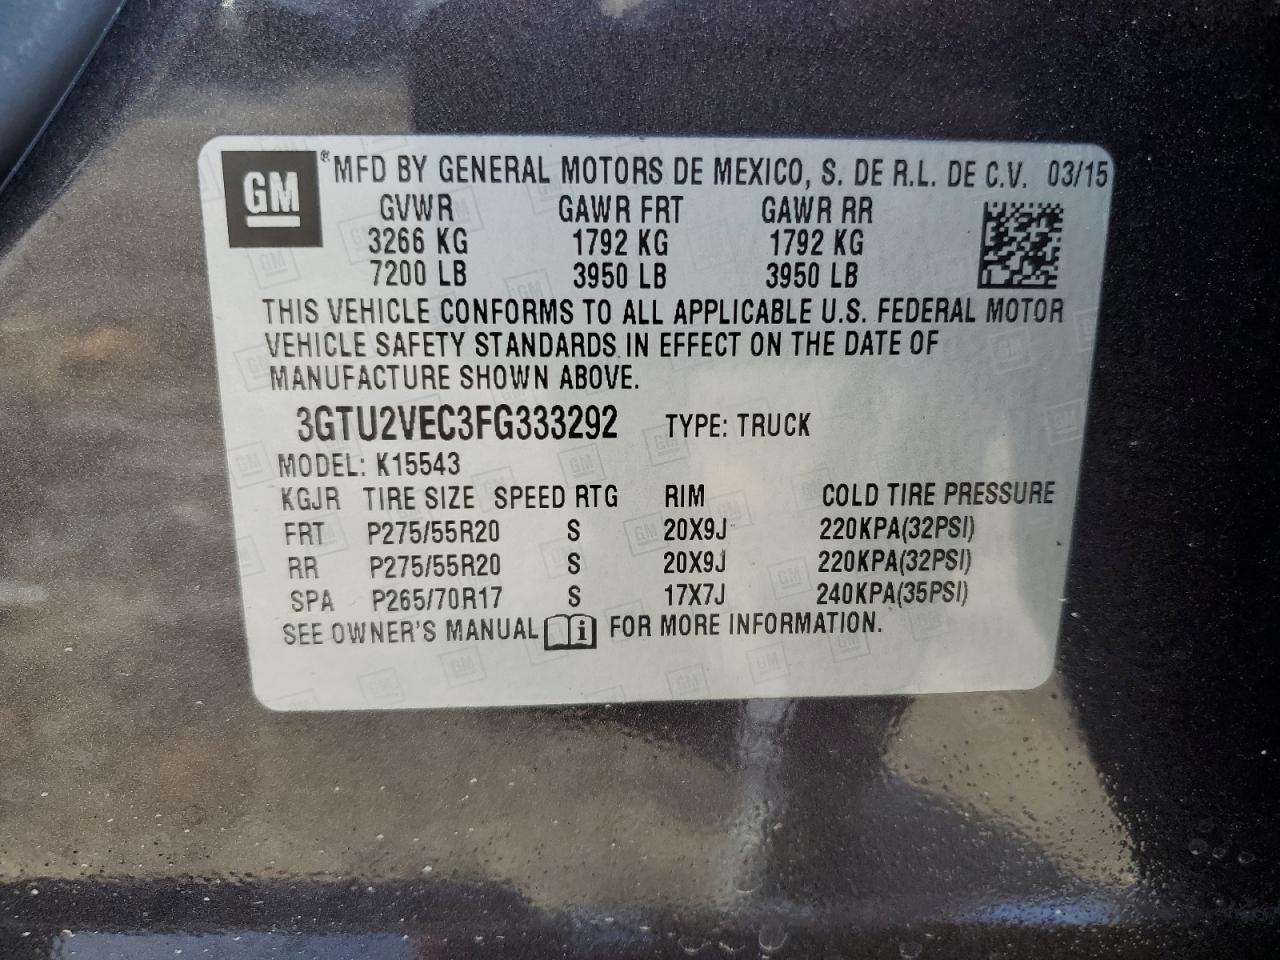 GM ® MFD BY GENERAL MOTORS DE MEXICO, S. DE R.L. DE C.V. 03/15
GVWR GAWR FRT GAWR RR
3266 KG 1792 KG 1792 KG
7200 LB 3950 LB 3950 LB
THIS VEHICLE CONFORMS TO ALL APPLICABLE U.S. FEDERAL MOTOR
VEHICLE SAFETY STANDARDS IN EFFECT ON THE DATE OF
MANUFACTURE SHOWN ABOVE.
3GTU2VEC3FG333292 TYPE: TRUCK
MODEL: K15543
KGJR TIRE SIZE SPEED RTG RIM COLD TIRE PRESSURE
FRT P275/55R20 S 20X9J 220KPA(32PSI)
RR P275/55R20 S 20X9J 220KPA(32PSI)
SPA P265/70R17 S 17X7J 240KPA(35PSI)
SEE OWNER'S MANUAL i FOR MORE INFORMATION.